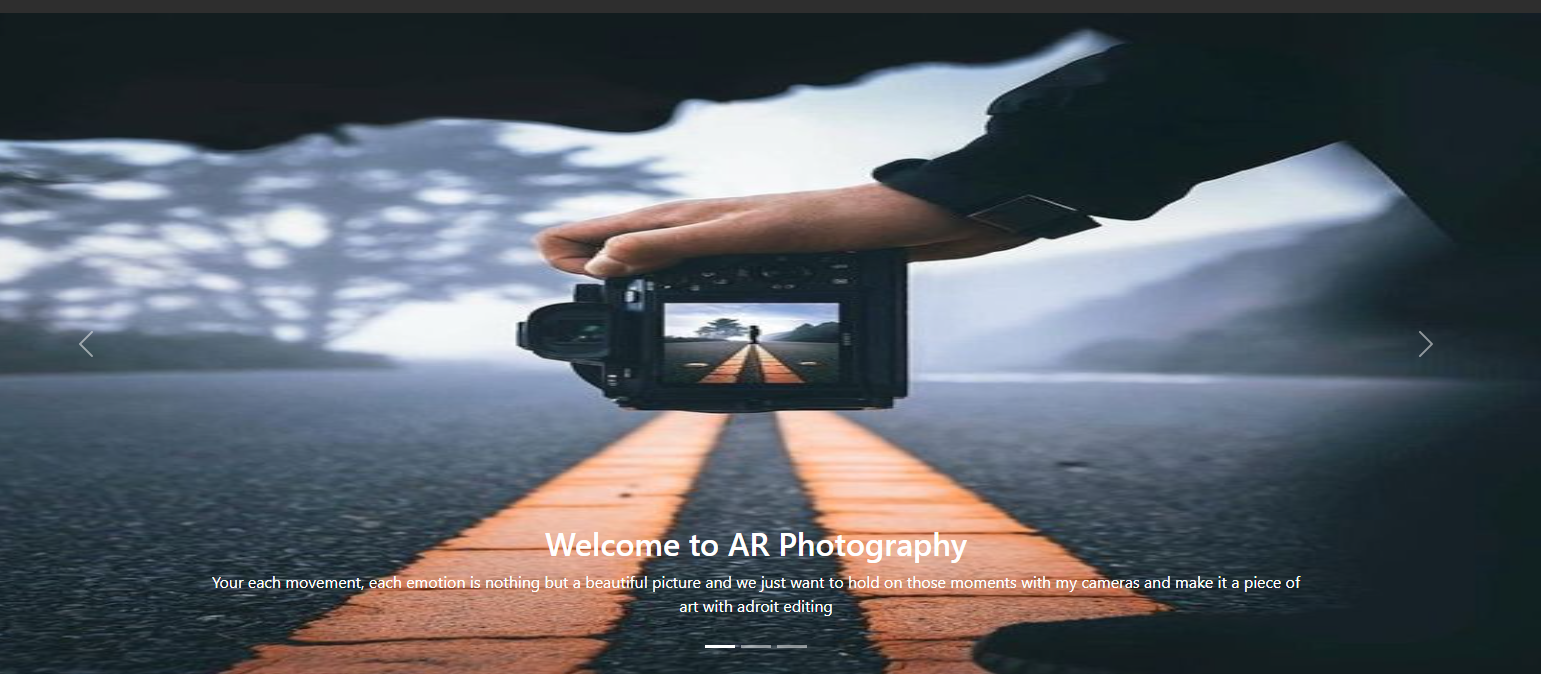 Welcome to AR Photography
Your each movement, each emotion is nothing but a beautiful picture and we just want to hold on those moments with my cameras and make it a piece of
art with adroit editing